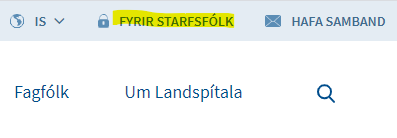 IS FYRIR STARFSFÓLK HAFA SAMBAND
Fagfólk Um Landspítala